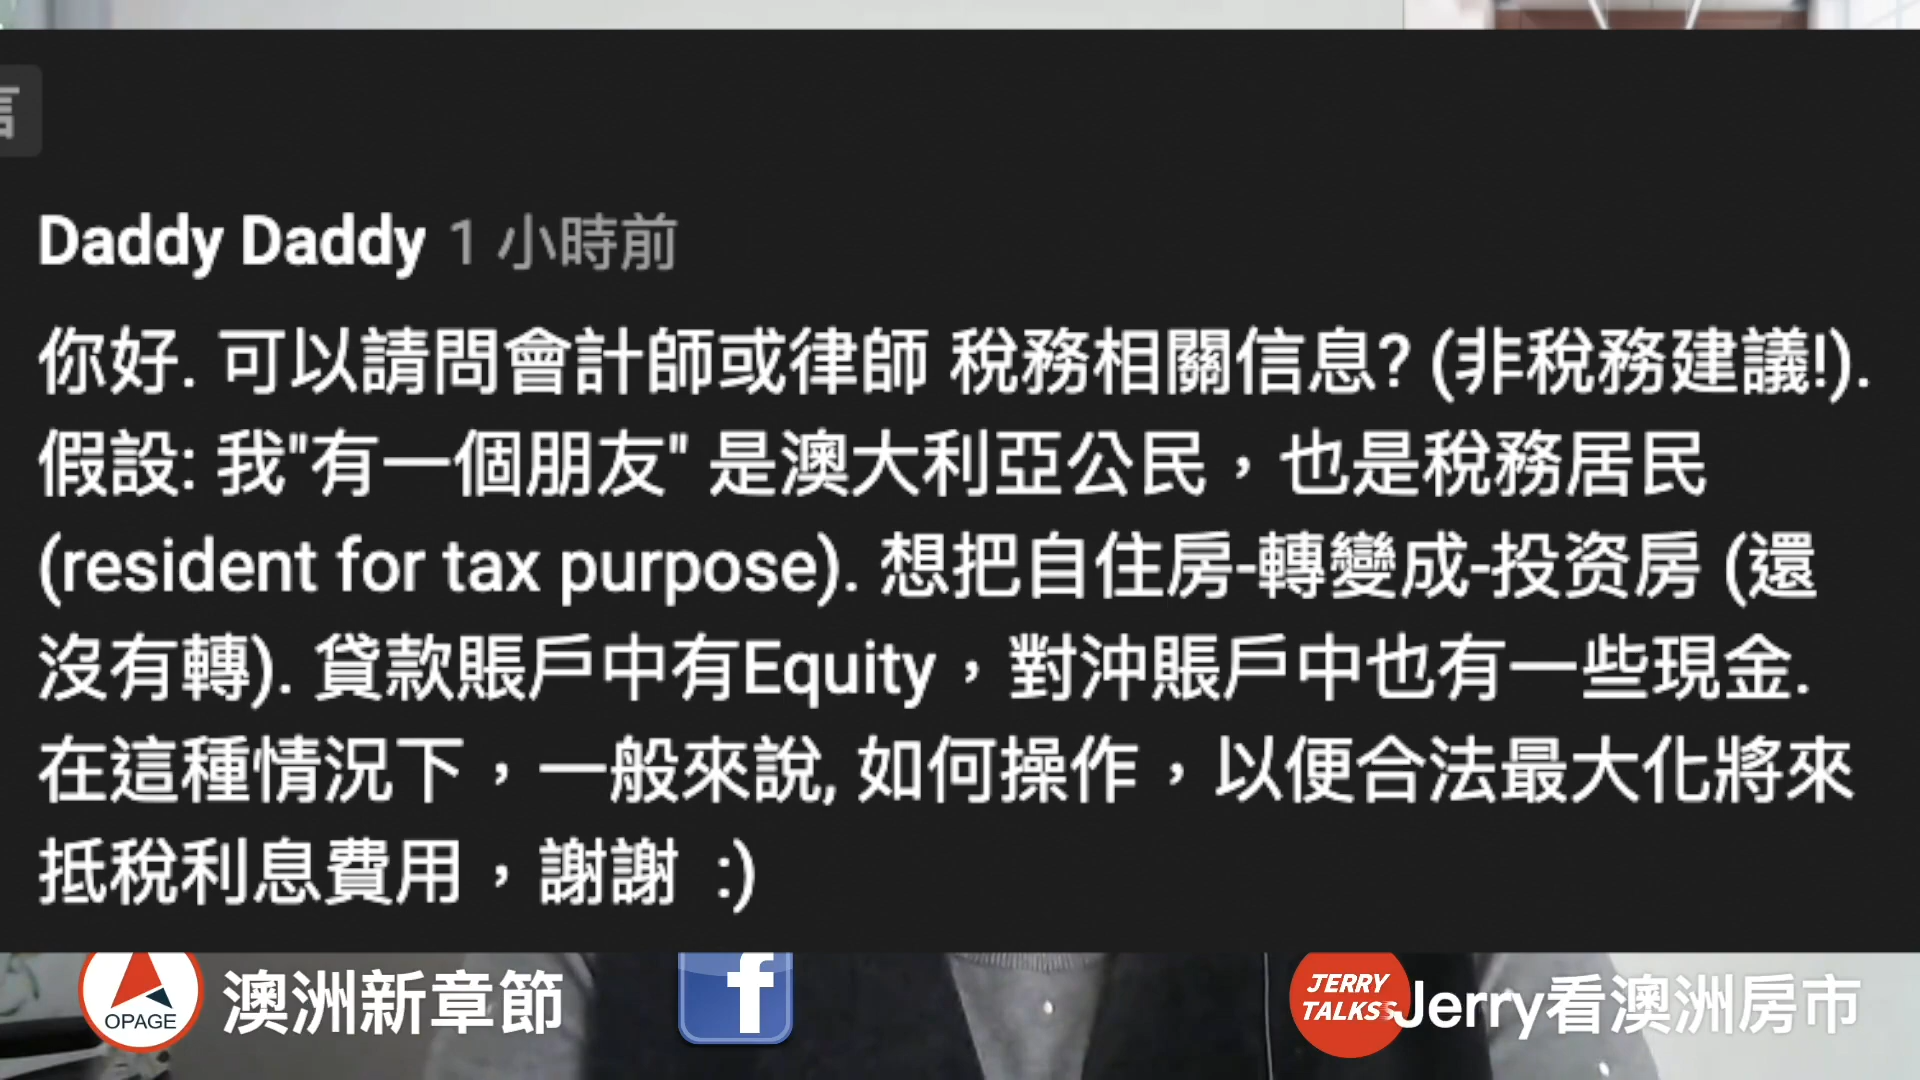 言
Daddy Daddy 1 小時前
你好. 可以請問會計師或律師 稅務相關信息? (非稅務建議!).
假設: 我"有一個朋友" 是澳大利亞公民，也是稅務居民
(resident for tax purpose). 想把自住房-轉變成-投资房 (還
沒有轉). 貸款賬戶中有Equity，對沖賬戶中也有一些現金.
在這種情況下，一般來說, 如何操作，以便合法最大化將來
抵稅利息費用，謝謝 :)
OPAGE 澳洲新章節
f
JERRY TALKS Jerry看澳洲房市